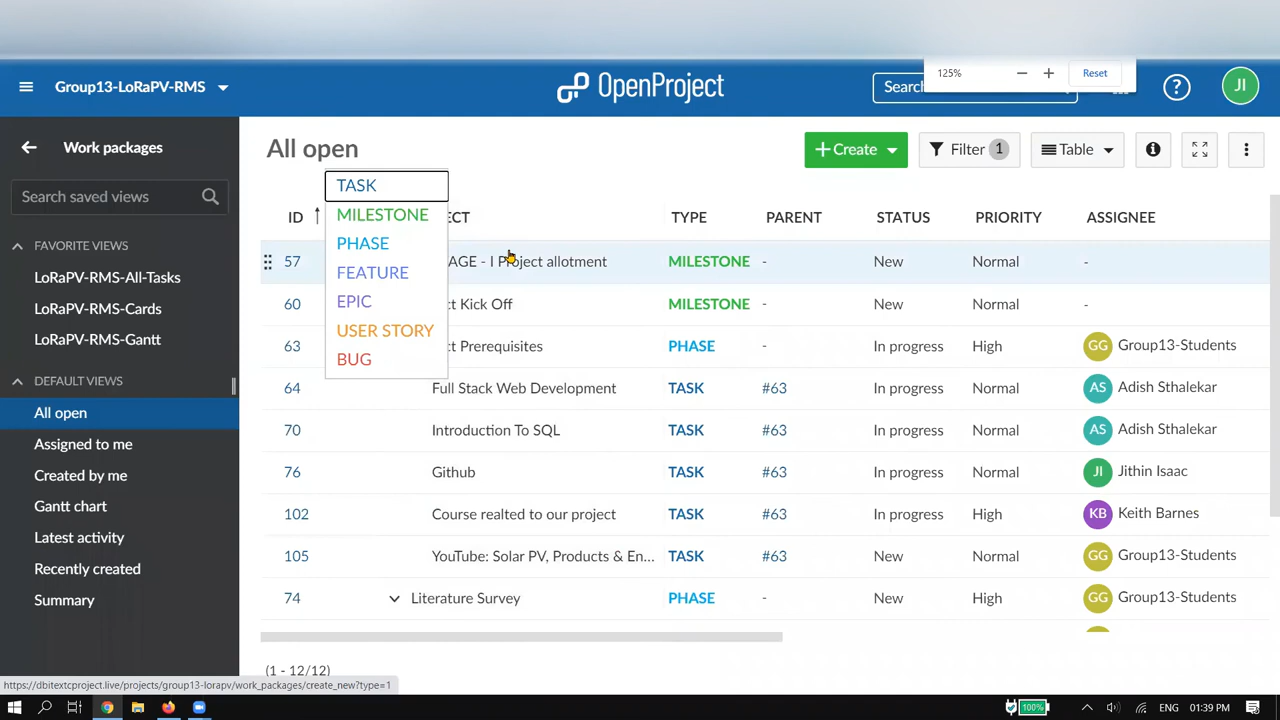 Group13-LoRaPV-RMS
OpenProject
Search
125%
Reset
?
JI
Work packages
Search saved views
FAVORITE VIEWS
LoRaPV-RMS-All-Tasks
LoRaPV-RMS-Cards
LoRaPV-RMS-Gantt
DEFAULT VIEWS
All open
Assigned to me
Created by me
Gantt chart
Latest activity
Recently created
Summary
All open
+ Create
Filter 1
Table
TASK
MILESTONE
PHASE
FEATURE
EPIC
USER STORY
BUG
ID ECT TYPE PARENT STATUS PRIORITY ASSIGNEE
57 AGE - I Project allotment MILESTONE - New Normal -
60 ct Kick Off MILESTONE - New Normal -
63 ct Prerequisites PHASE - In progress High GG Group13-Students
64 Full Stack Web Development TASK #63 In progress Normal AS Adish Sthalekar
70 Introduction To SQL TASK #63 In progress Normal AS Adish Sthalekar
76 Github TASK #63 In progress Normal JI Jithin Isaac
102 Course realted to our project TASK #63 In progress High KB Keith Barnes
105 YouTube: Solar PV, Products & En... TASK #63 New Normal GG Group13-Students
74 Literature Survey PHASE - New High GG Group13-Students
(1 - 12/12)
https://dbitextcproject.live/projects/group13-lorapv/work_packages/create_new?type=1
100%
ENG
01:39 PM